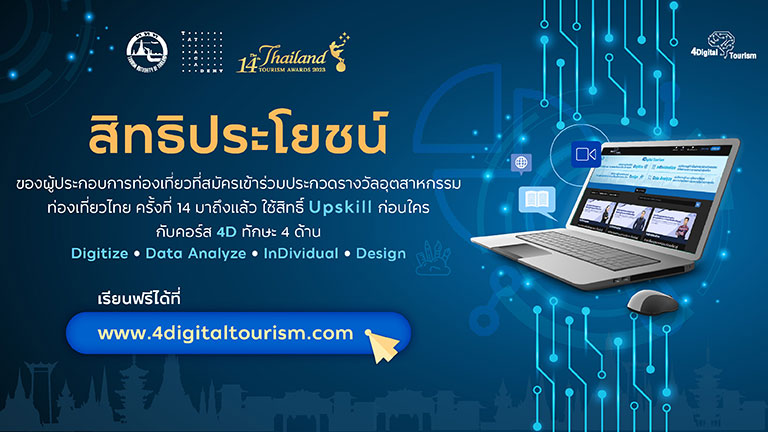 TOURISM AUTHORITY OF THAILAND
TAT ACADEMY
The 14th Thailand
TOURISM AWARDS 2023
4Digital Tourism
สิทธิประโยชน์
ของผู้ประกอบการท่องเที่ยวที่สมัครเข้าร่วมประกวดรางวัลอุตสาหกรรม
ท่องเที่ยวไทย ครั้งที่ 14 มาถึงแล้ว ใช้สิทธิ์ Upskill ก่อนใคร
กับคอร์ส 4D ทักษะ 4 ด้าน
Digitize • Data Analyze • InDividual • Design
เรียนฟรีได้ที่
www.4digitaltourism.com